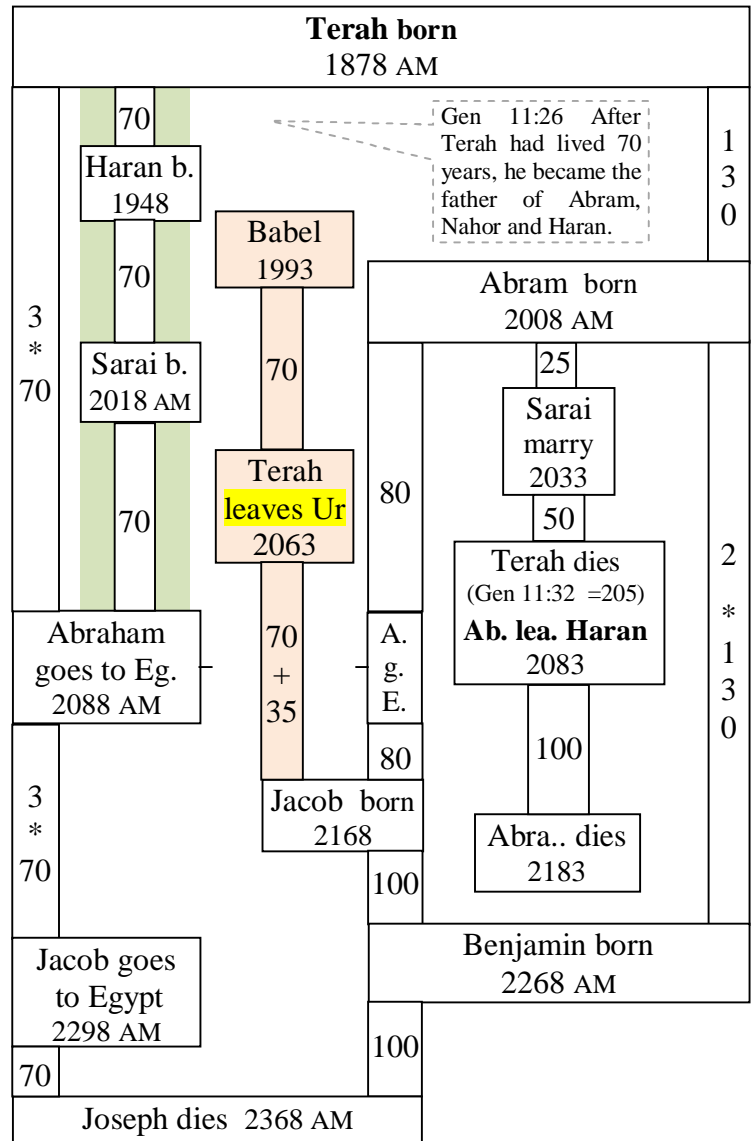 Terah born
1878 AM
70
Gen 11:26 After
Terah had lived 70
years, he became the
father of Abram,
Nahor and Haran.
1
3
0
Haran b.
1948
Babel
1993
70
Abram born
2008 AM
3
*
70
Sarai b.
2018 AM
70
25
Sarai
marry
2033
80
Terah
leaves Ur
2063
70
50
Terah dies
(Gen 11:32 =205)
Ab. lea. Haran
2083
2
*
1
3
0
Abraham
goes to Eg.
2088 AM
70
+
35
A.
g.
E.
80
100
3
*
70
Jacob born
2168
Abra.. dies
2183
100
Jacob goes
to Egypt
2298 AM
Benjamin born
2268 AM
70
100
Joseph dies 2368 AM